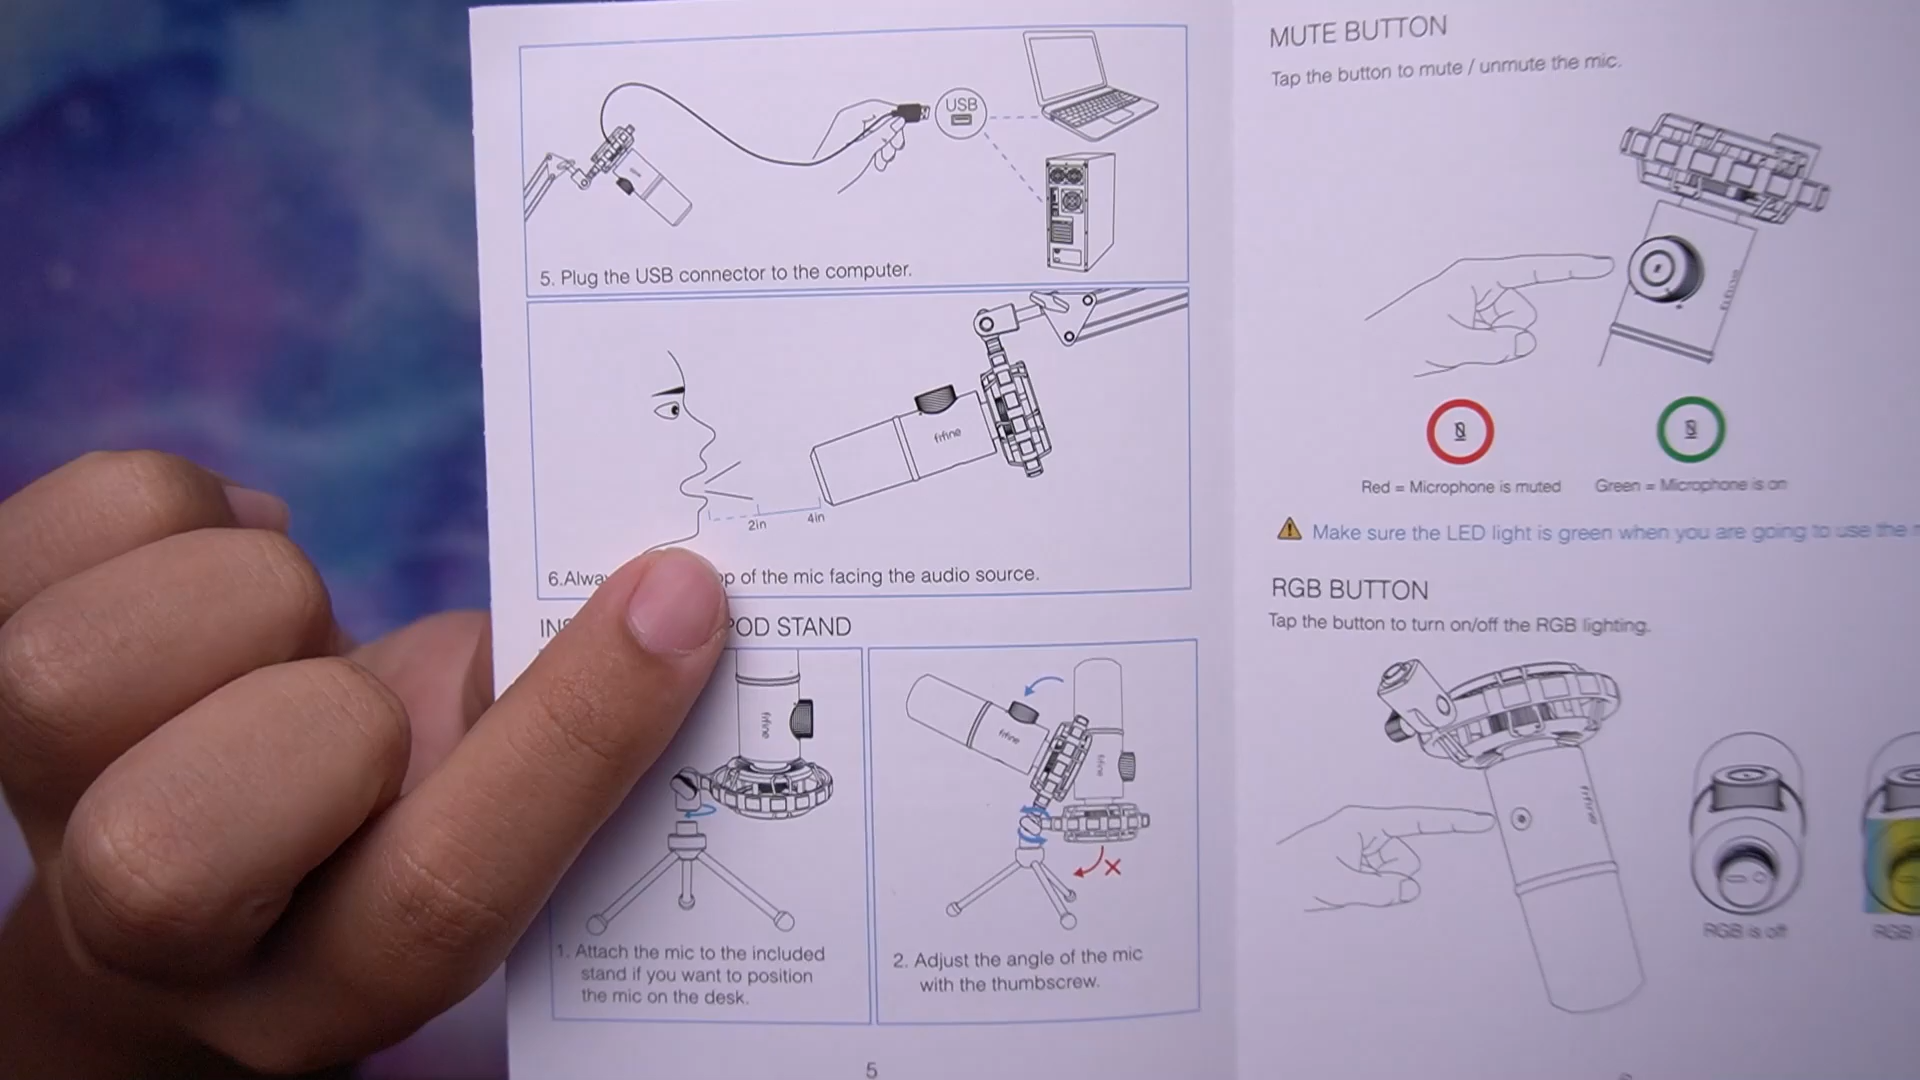 USB
5. Plug the USB connector to the computer.
fifine
2in
4in
6.Alwa
op of the mic facing the audio source.
OD STAND
fifine
fifine
fifine
1. Attach the mic to the included
stand if you want to position
the mic on the desk.
2. Adjust the angle of the mic
with the thumbscrew.
5
MUTE BUTTON
Tap the button to mute / unmute the mic.
fifine
Red = Microphone is muted
Green = Microphone is on
Make sure the LED light is green when you are going to use the
RGB BUTTON
Tap the button to turn on/off the RGB lighting.
fifine
RGB is off
RGB